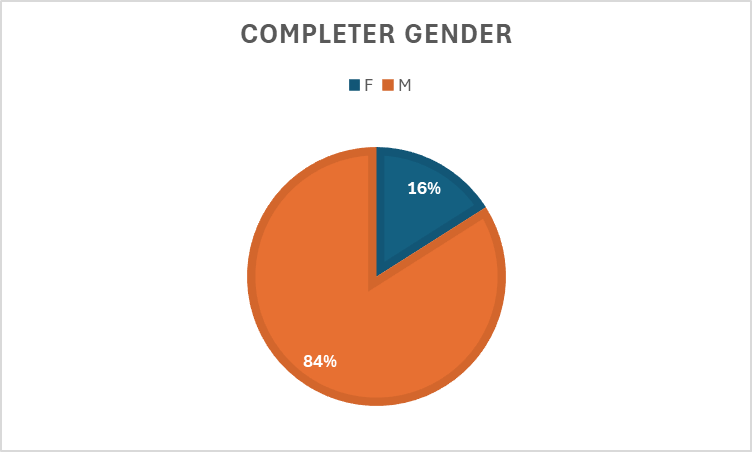 COMPLETER GENDER
F M
16%
84%